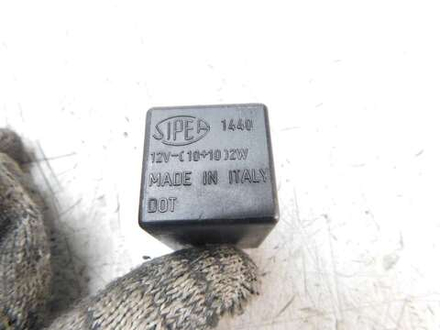 SIPEA 1440
12V-(10+10)2W
MADE IN ITALY
DOT